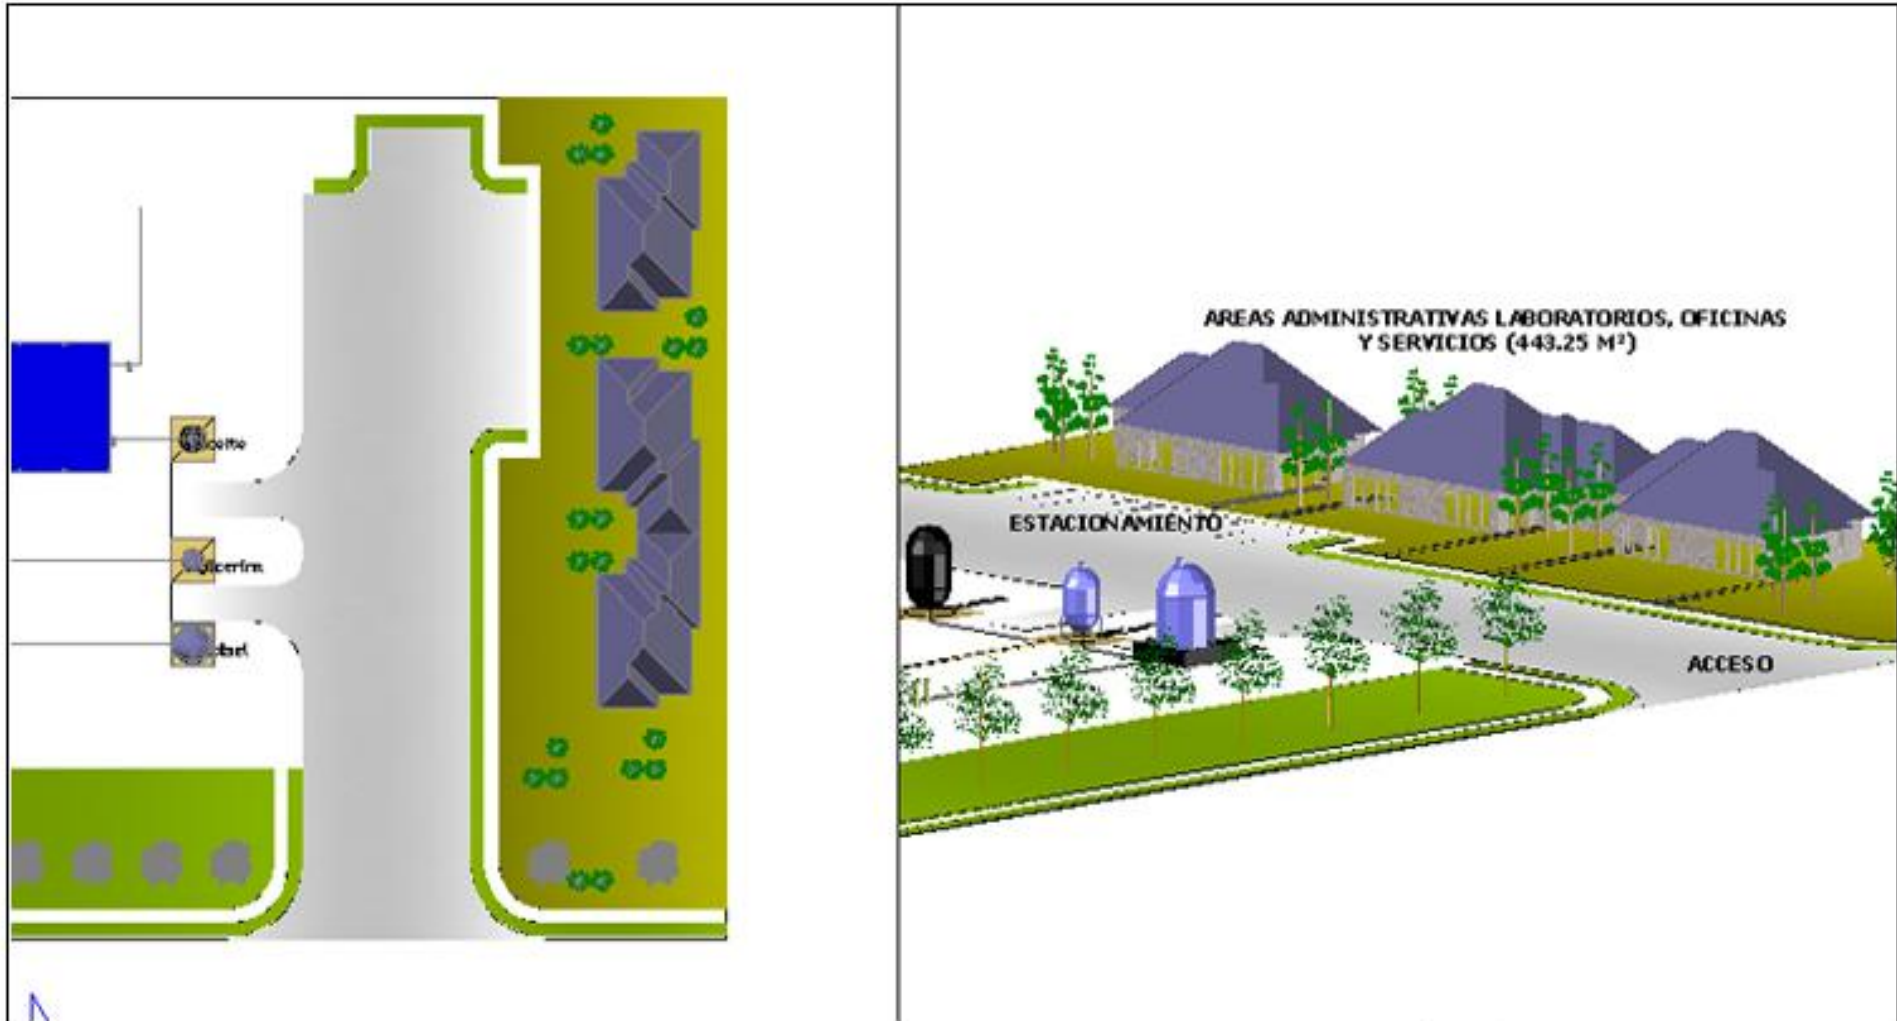 AREAS ADMINISTRATIVAS LABORATORIOS, OFICINAS
Y SERVICIOS (443.25 M²)
ESTACIONAMIENTO
ACCESO